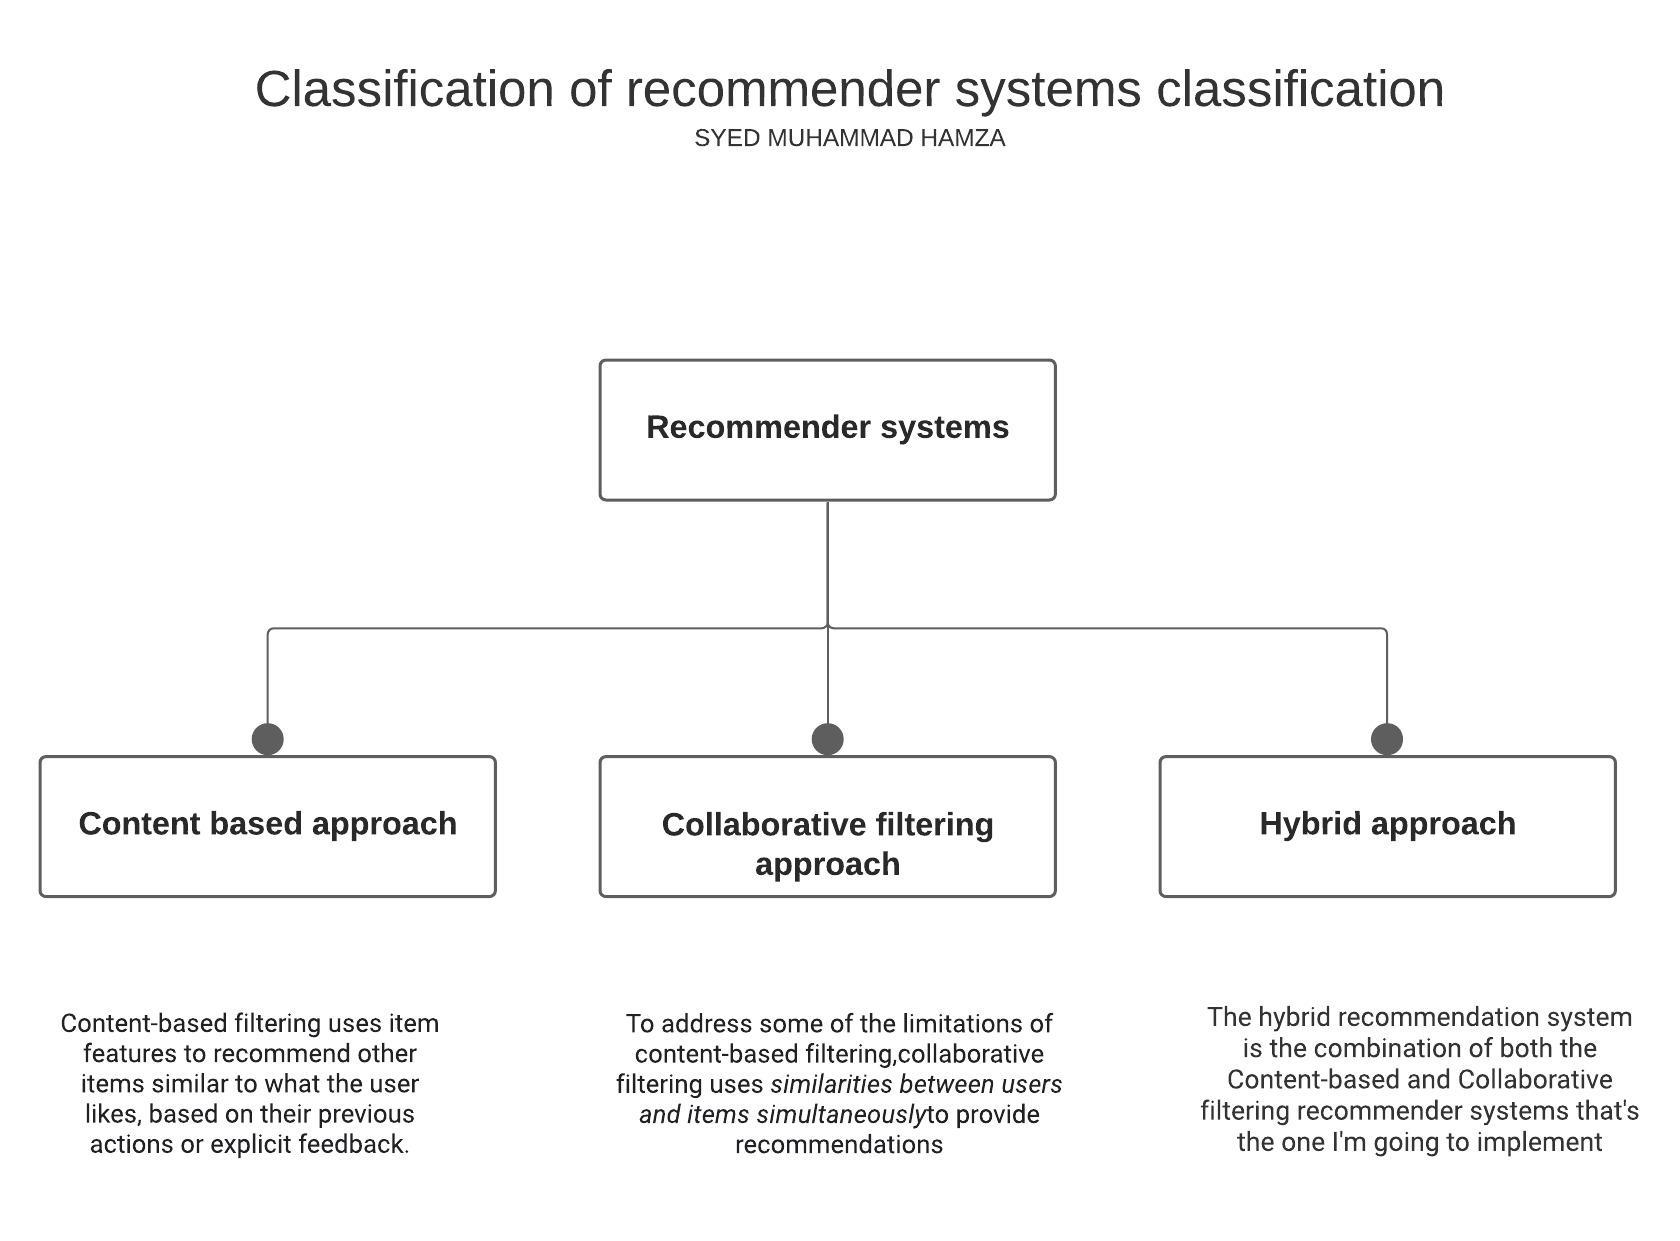 Classification of recommender systems classification
SYED MUHAMMAD HAMZA
Recommender systems
Content based approach
Collaborative filtering
approach
Hybrid approach
Content-based filtering uses item
features to recommend other
items similar to what the user
likes, based on their previous
actions or explicit feedback.
To address some of the limitations of
content-based filtering,collaborative
filtering uses similarities between users
and items simultaneouslyto provide
recommendations
The hybrid recommendation system
is the combination of both the
Content-based and Collaborative
filtering recommender systems that's
the one I'm going to implement